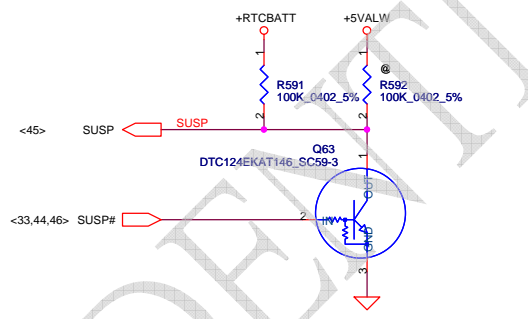 +RTCBATT +5VALW
1 1
@
R591 R592
100K_0402_5% 100K_0402_5%
2 2
<45> SUSP SUSP
Q63 1
DTC124EKAT146_SC59-3
OUT
<33,44,46> SUSP# 2 IN
GND
3